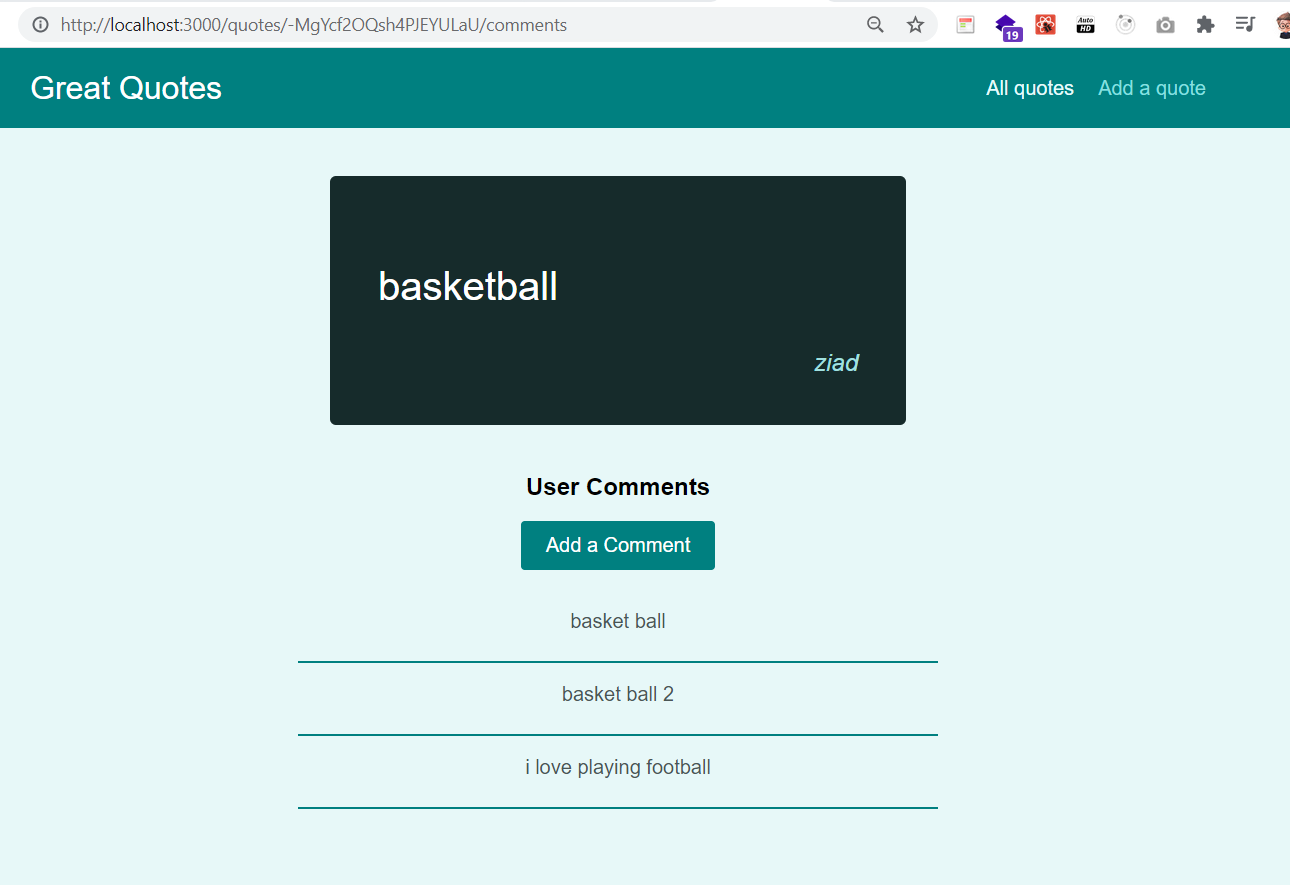 http://localhost:3000/quotes/-MgYcf2OQsh4PJEYULaU/comments
19
Auto
HD
Great Quotes
All quotes
Add a quote
basketball
ziad
User Comments
Add a Comment
basket ball
basket ball 2
i love playing football